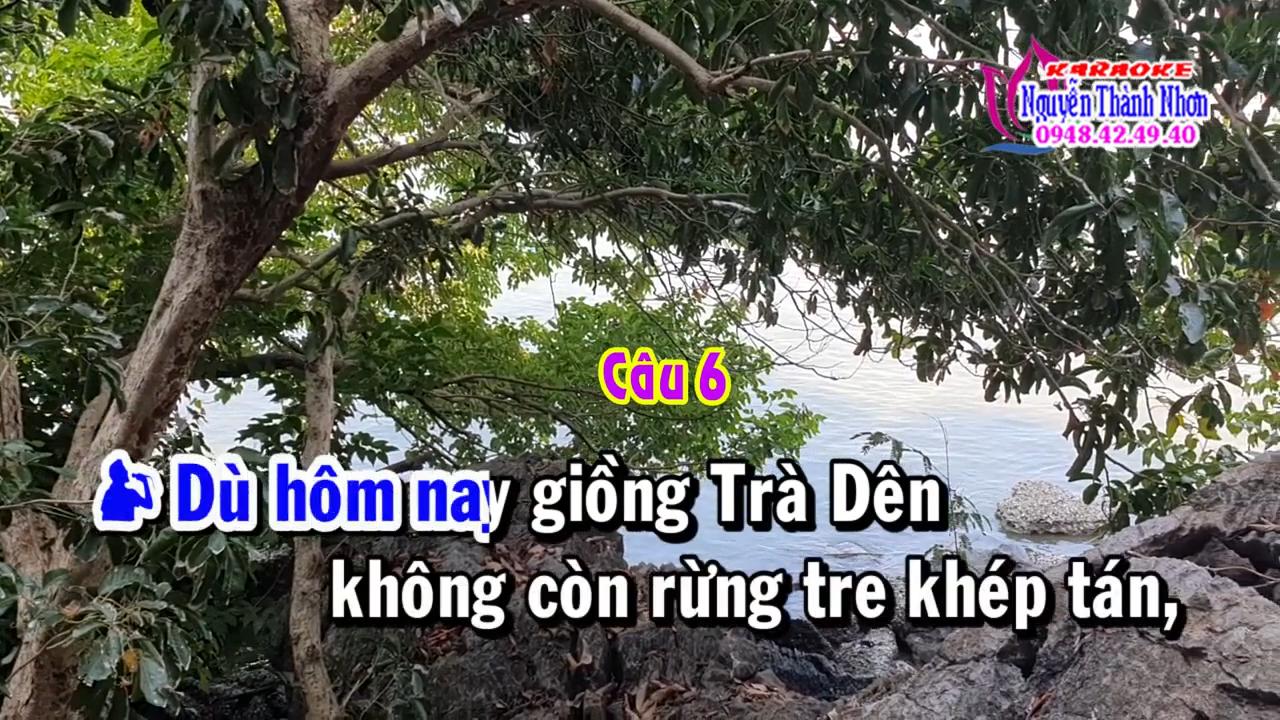 KARAOKE
Nguyễn Thành Nhơn
0948.42.49.40
Câu 6
Dù hôm nay giồng Trà Dên
không còn rừng tre khép tán,